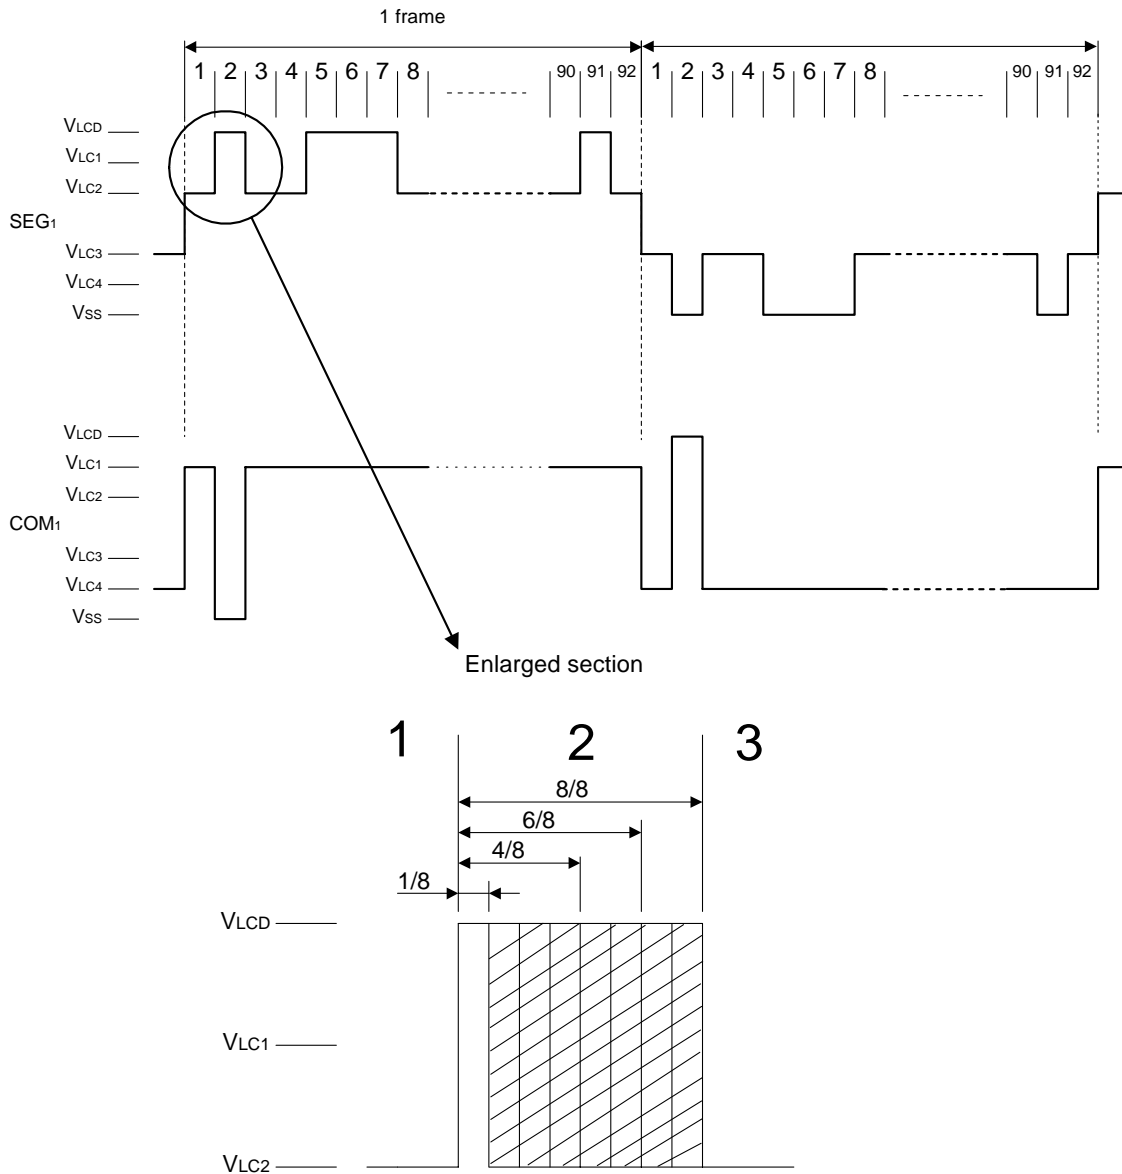 1 frame
1 2 3 4 5 6 7 8 90 91 92 1 2 3 4 5 6 7 8 90 91 92
VLCD
VLC1
VLC2
SEG1
VLC3
VLC4
VSS
VLCD
VLC1
VLC2
COM1
VLC3
VLC4
VSS
Enlarged section
1 2 3
8/8
6/8
4/8
1/8
VLCD
VLC1
VLC2